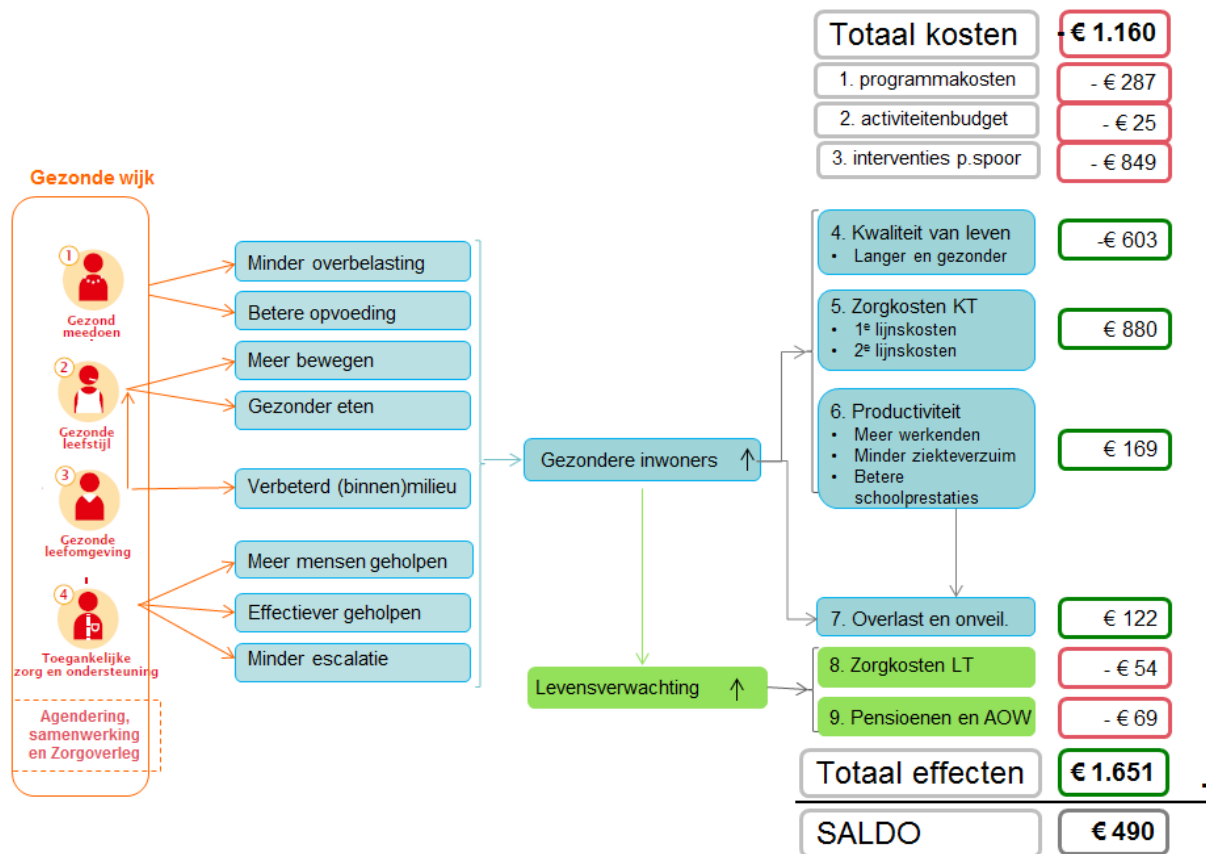 Totaal kosten
- € 1.160
1. programmakosten
- € 287
2. activiteitenbudget
- € 25
3. interventies p.spoor
- € 849
Gezonde wijk
1
Gezond
meedoen
2
Gezonde
leefstijl
3
Gezonde
leefomgeving
4
Toegankelijke
zorg en ondersteuning
Agendering,
samenwerking
en Zorgoverleg
Minder overbelasting
Betere opvoeding
Meer bewegen
Gezonder eten
Verbeterd (binnen)milieu
Meer mensen geholpen
Effectiever geholpen
Minder escalatie
Gezondere inwoners ↑
Levensverwachting ↑
4. Kwaliteit van leven
• Langer en gezonder
-€ 603
5. Zorgkosten KT
• 1e lijnskosten
• 2e lijnskosten
€ 880
6. Productiviteit
• Meer werkenden
• Minder ziekteverzuim
• Betere
schoolprestaties
€ 169
7. Overlast en onveil.
€ 122
8. Zorgkosten LT
- € 54
9. Pensioenen en AOW
- € 69
Totaal effecten
€ 1.651
-
SALDO
€ 490